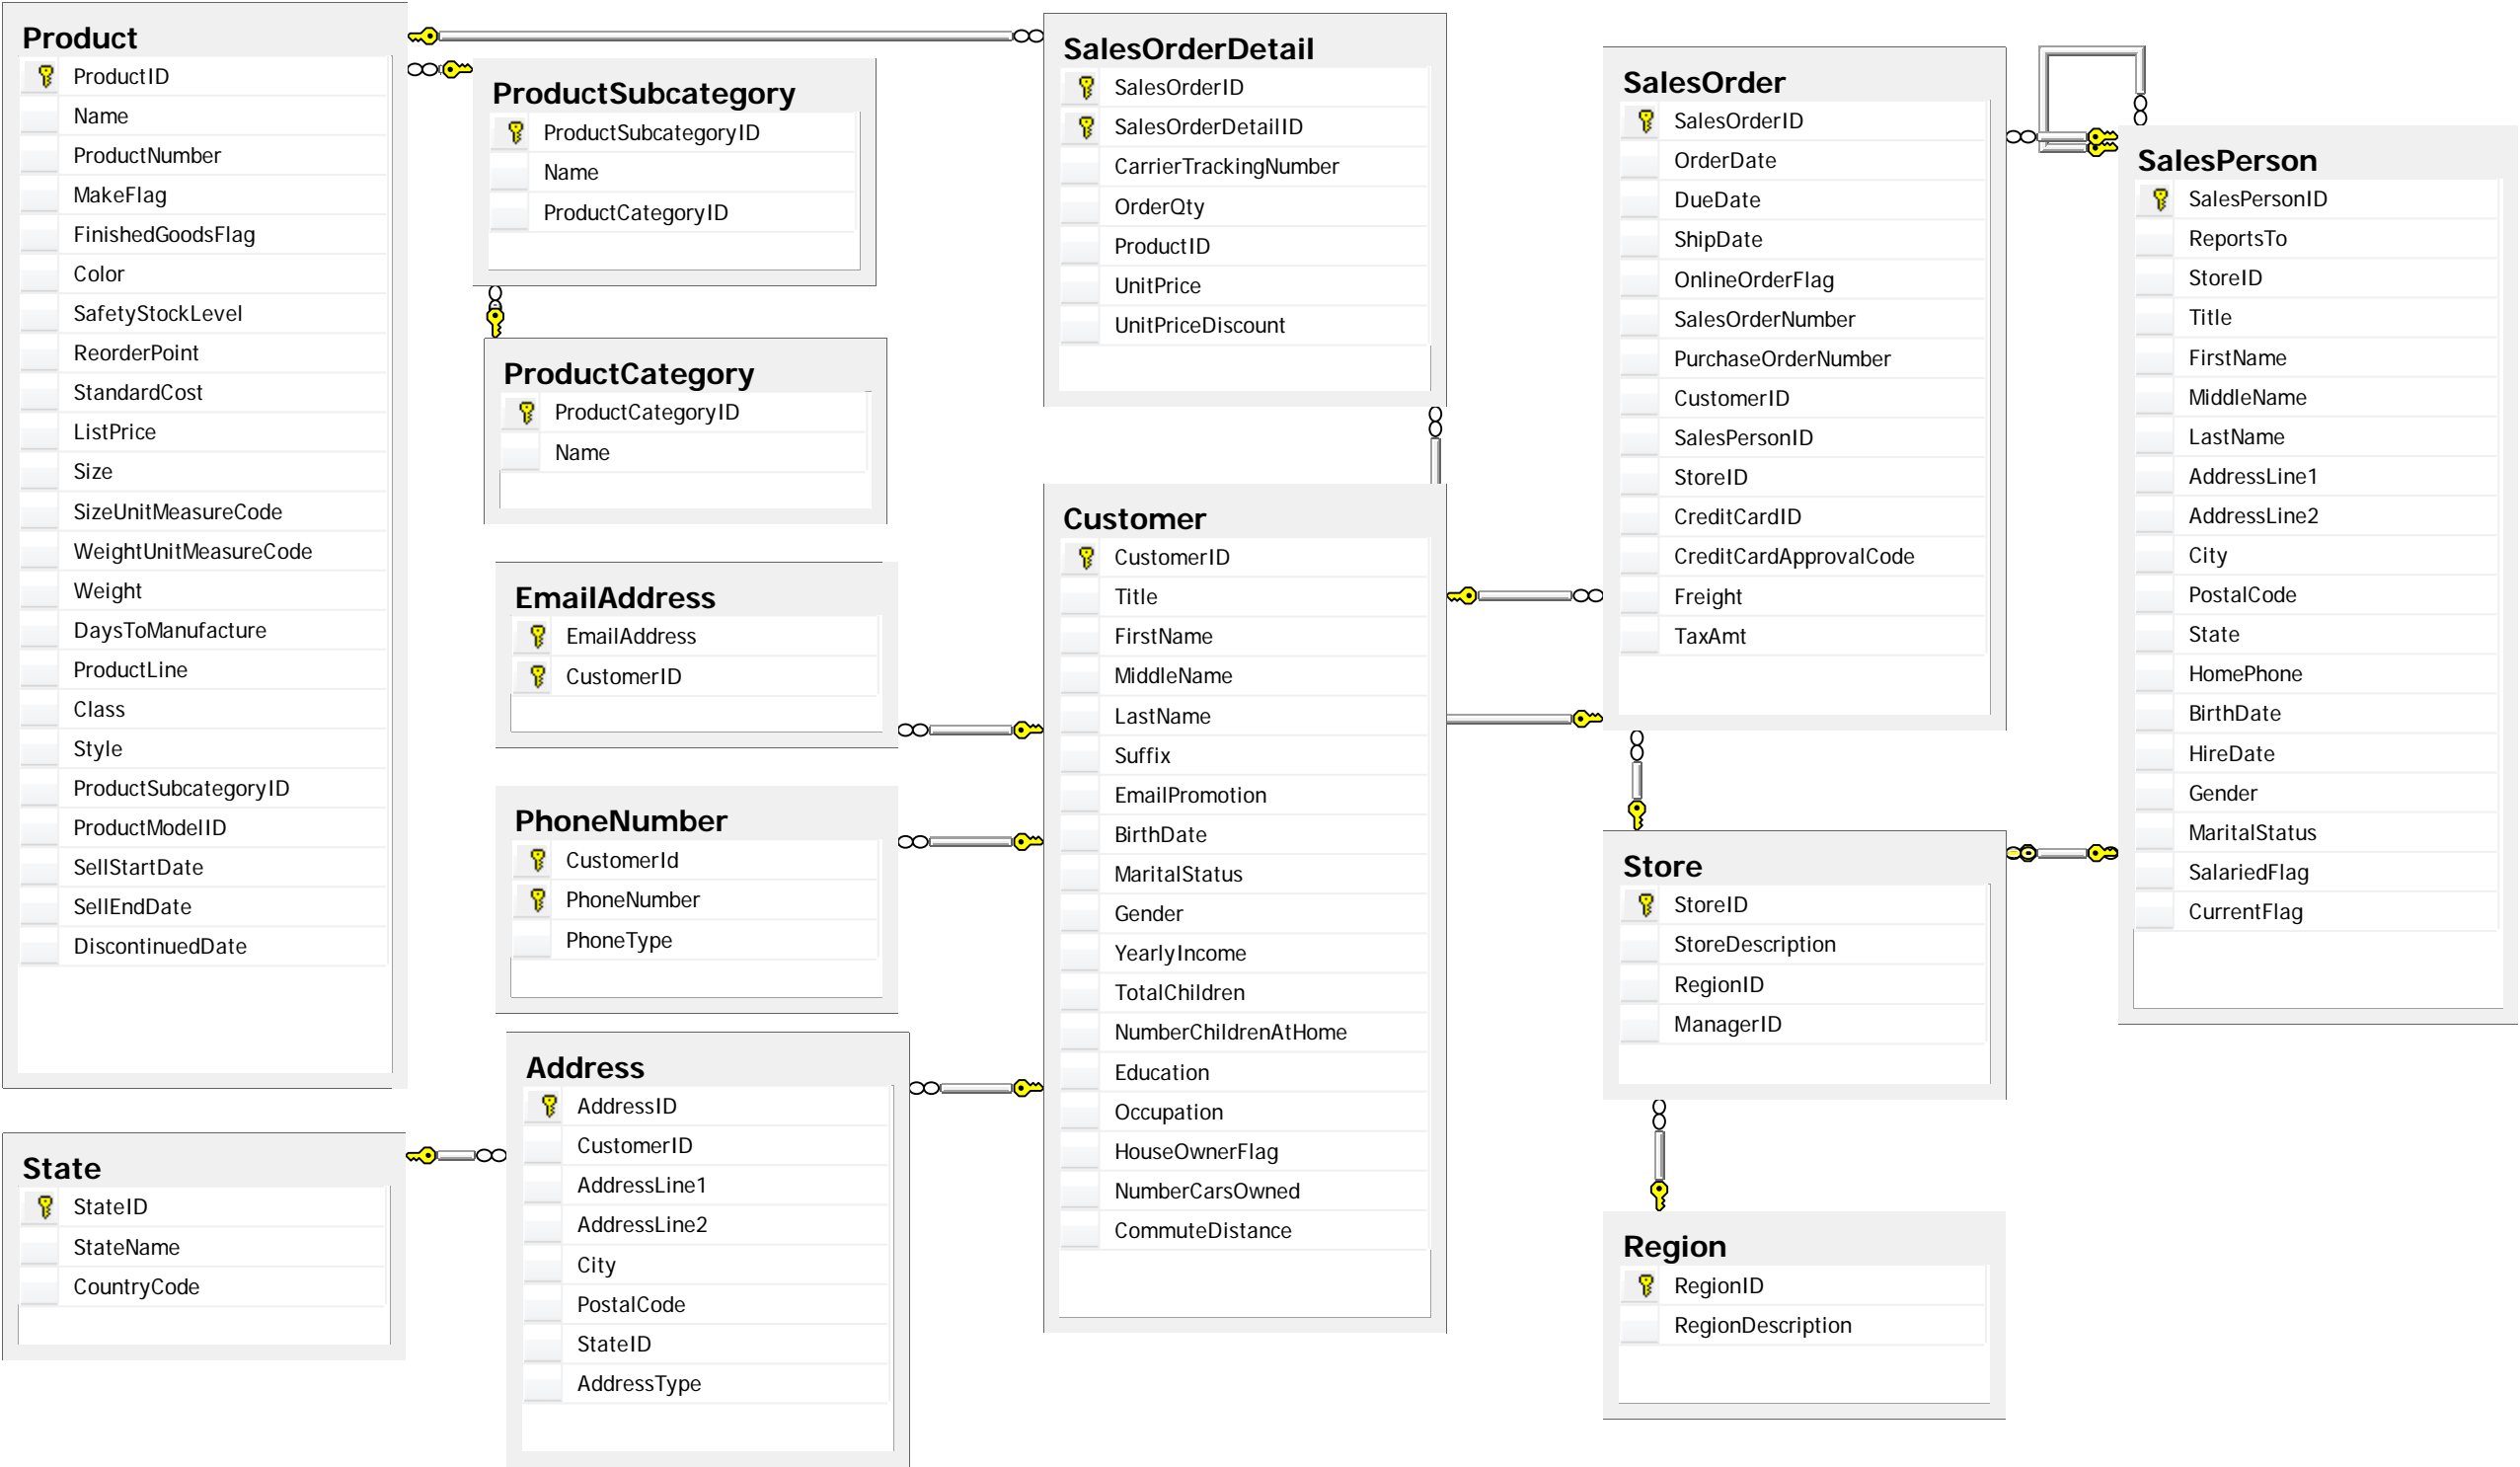 Product
ProductID
Name
ProductNumber
MakeFlag
FinishedGoodsFlag
Color
SafetyStockLevel
ReorderPoint
StandardCost
ListPrice
Size
SizeUnitMeasureCode
WeightUnitMeasureCode
Weight
DaysToManufacture
ProductLine
Class
Style
ProductSubcategoryID
ProductModelID
SellStartDate
SellEndDate
DiscontinuedDate
State
StateID
StateName
CountryCode
ProductSubcategory
ProductSubcategoryID
Name
ProductCategoryID
ProductCategory
ProductCategoryID
Name
EmailAddress
EmailAddress
CustomerID
PhoneNumber
CustomerId
PhoneNumber
PhoneType
Address
AddressID
CustomerID
AddressLine1
AddressLine2
City
PostalCode
StateID
AddressType
SalesOrderDetail
SalesOrderID
SalesOrderDetailID
CarrierTrackingNumber
OrderQty
ProductID
UnitPrice
UnitPriceDiscount
Customer
CustomerID
Title
FirstName
MiddleName
LastName
Suffix
EmailPromotion
BirthDate
MaritalStatus
Gender
YearlyIncome
TotalChildren
NumberChildrenAtHome
Education
Occupation
HouseOwnerFlag
NumberCarsOwned
CommuteDistance
SalesOrder
SalesOrderID
OrderDate
DueDate
ShipDate
OnlineOrderFlag
SalesOrderNumber
PurchaseOrderNumber
CustomerID
SalesPersonID
StoreID
CreditCardID
CreditCardApprovalCode
Freight
TaxAmt
Store
StoreID
StoreDescription
RegionID
ManagerID
Region
RegionID
RegionDescription
SalesPerson
SalesPersonID
ReportsTo
StoreID
Title
FirstName
MiddleName
LastName
AddressLine1
AddressLine2
City
PostalCode
State
HomePhone
BirthDate
HireDate
Gender
MaritalStatus
SalariedFlag
CurrentFlag